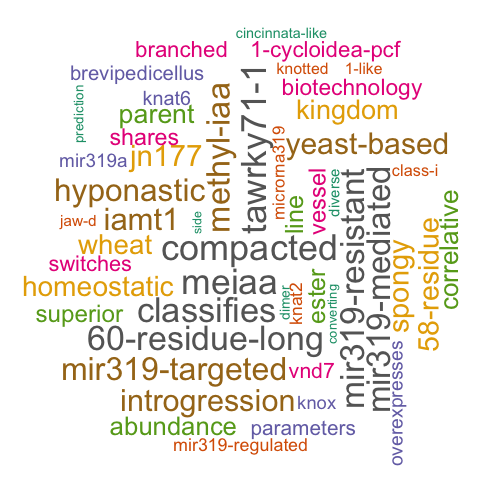 cincinnata-like
branched 1-cycloidea-pcf
brevipedicellus knotted 1-like
prediction knat6 methyl-iaa tawrky71-1 biotechnology
parent kingdom
shares jn177 microrna319 yeast-based
mir319a class-i
hyponastic line vessel diverse mir319-resistant mir319-mediated correlative
jaw-d iamt1 side
wheat compacted spongy 58-residue
switches meiaa
homeostatic classifies ester dimer knat2 converting
superior
60-residue-long
mir319-targeted vnd7
introgression knox overexpresses
abundance parameters
mir319-regulated